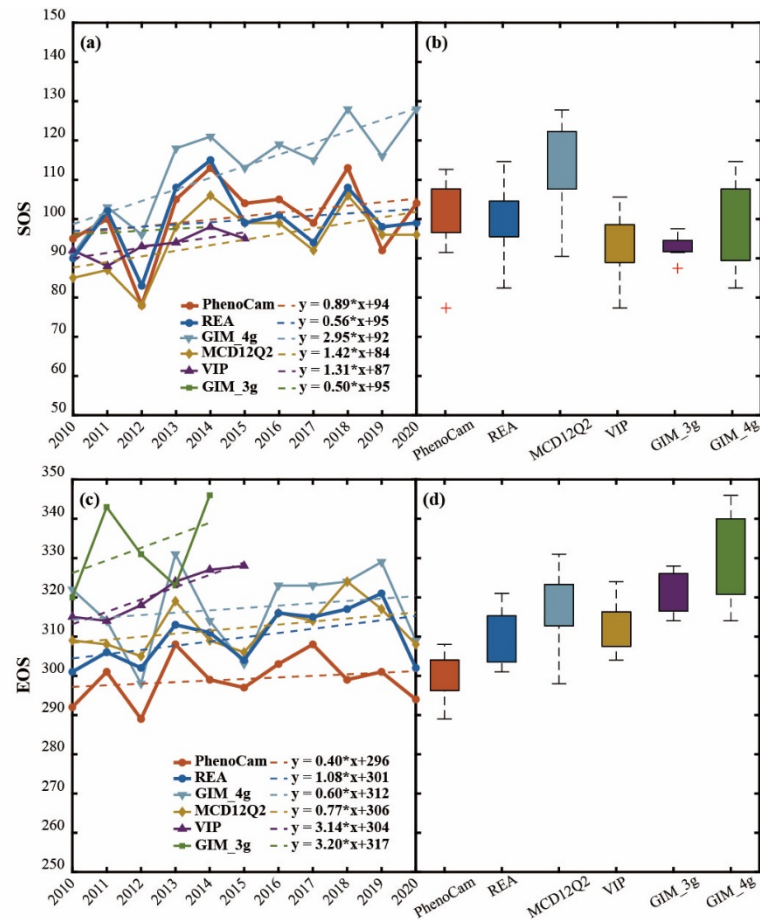 (a)
(b)
150
140
130
120
110
100
90
80
70
60
50
SOS
PhenoCam y = 0.89*x+94
REA y = 0.56*x+95
GIM_4g y = 2.95*x+92
MCD12Q2 y = 1.42*x+84
VIP y = 1.31*x+87
GIM_3g y = 0.50*x+95
2010 2011 2012 2013 2014 2015 2016 2017 2018 2019 2020
PhenoCam REA MCD12Q2 VIP GIM_3g GIM_4g
(c)
(d)
350
340
330
320
310
300
290
280
270
260
250
EOS
PhenoCam y = 0.40*x+296
REA y = 1.08*x+301
GIM_4g y = 0.60*x+312
MCD12Q2 y = 0.77*x+306
VIP y = 3.14*x+304
GIM_3g y = 3.20*x+317
2010 2011 2012 2013 2014 2015 2016 2017 2018 2019 2020
PhenoCam REA MCD12Q2 VIP GIM_3g GIM_4g